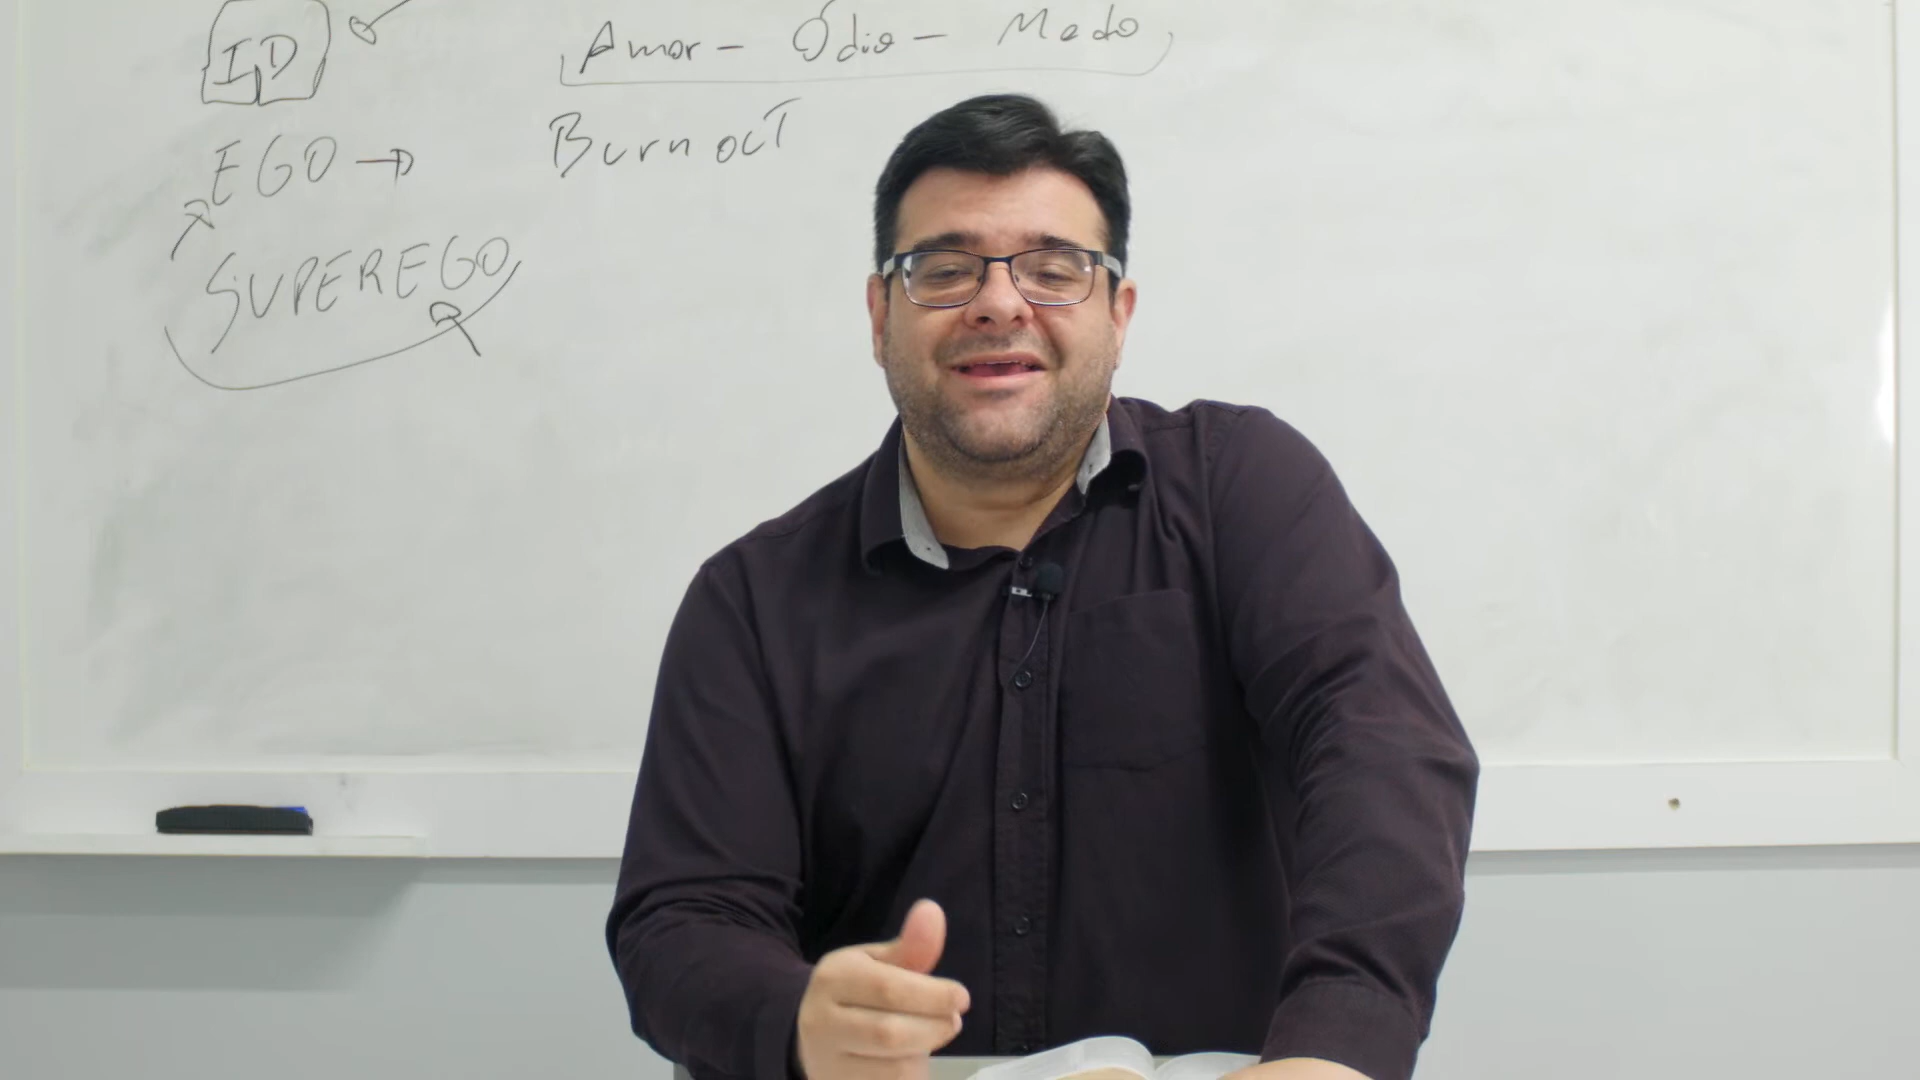 ID
Amor - Ódio - Medo
EGO →
Burnout
SUPEREGO